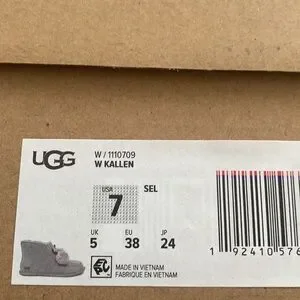 UGG
W / 1110709
W KALLEN
USA
7
SEL
UK EU JP
5 38 24
MADE IN VIETNAM
FABRIQUÉ EN VIETNAM
1 92410 576